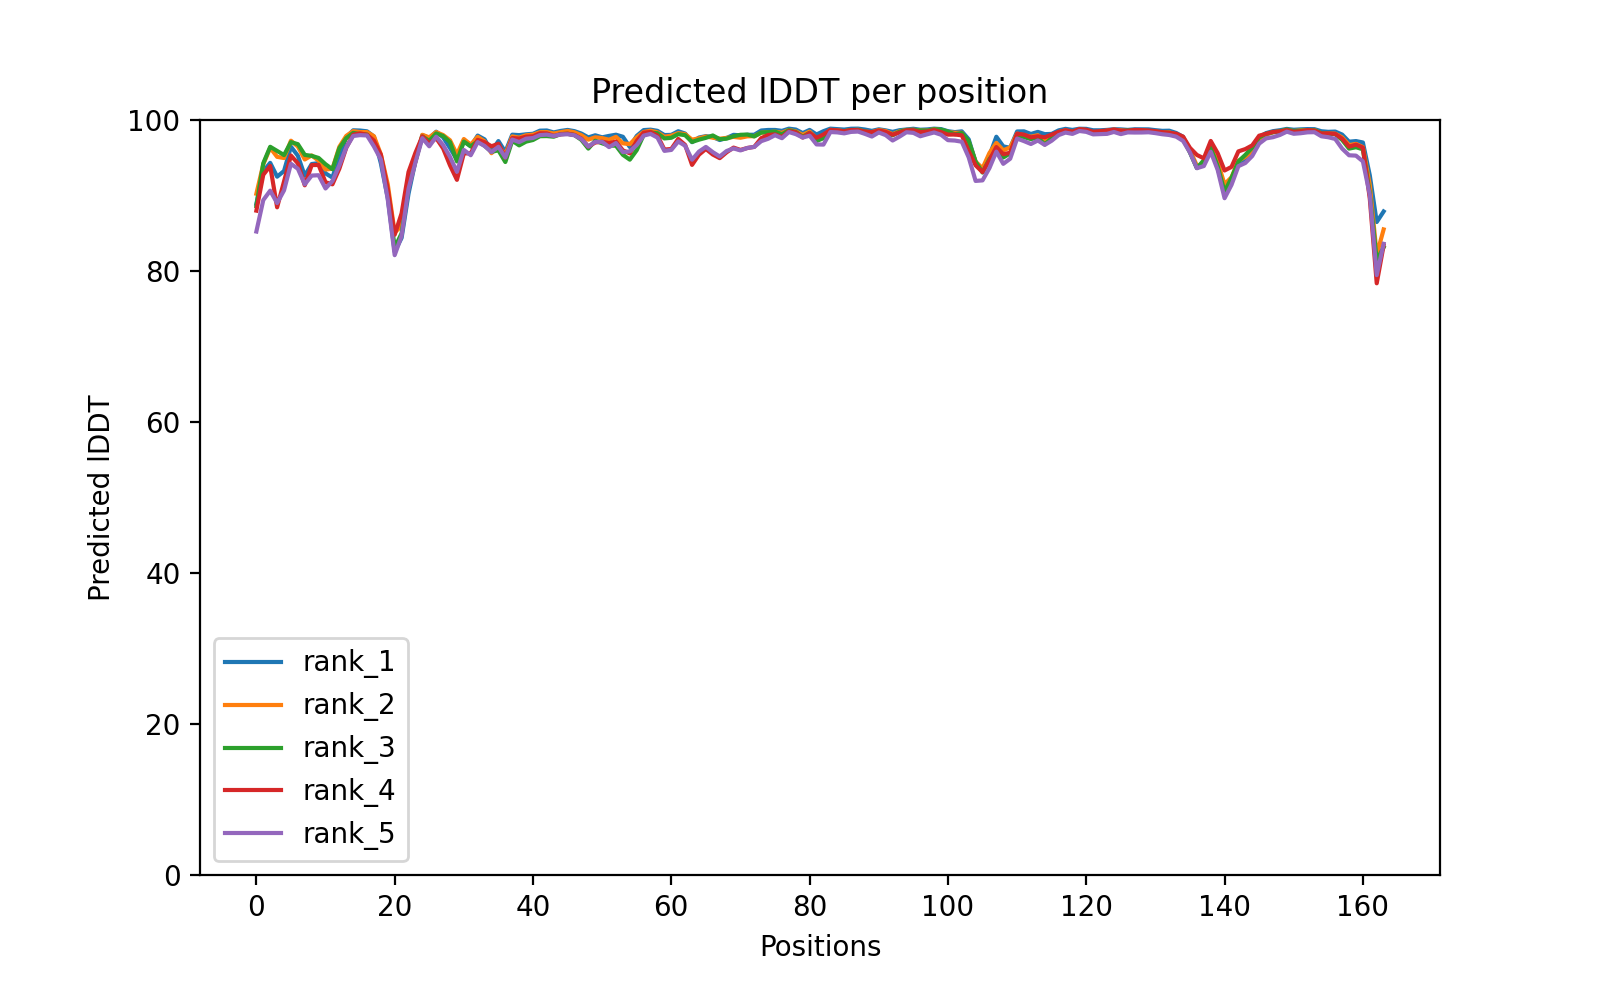 Predicted lDDT per position
100
80
60
40
20
0
Predicted lDDT
rank_1
rank_2
rank_3
rank_4
rank_5
0 20 40 60 80 100 120 140 160
Positions